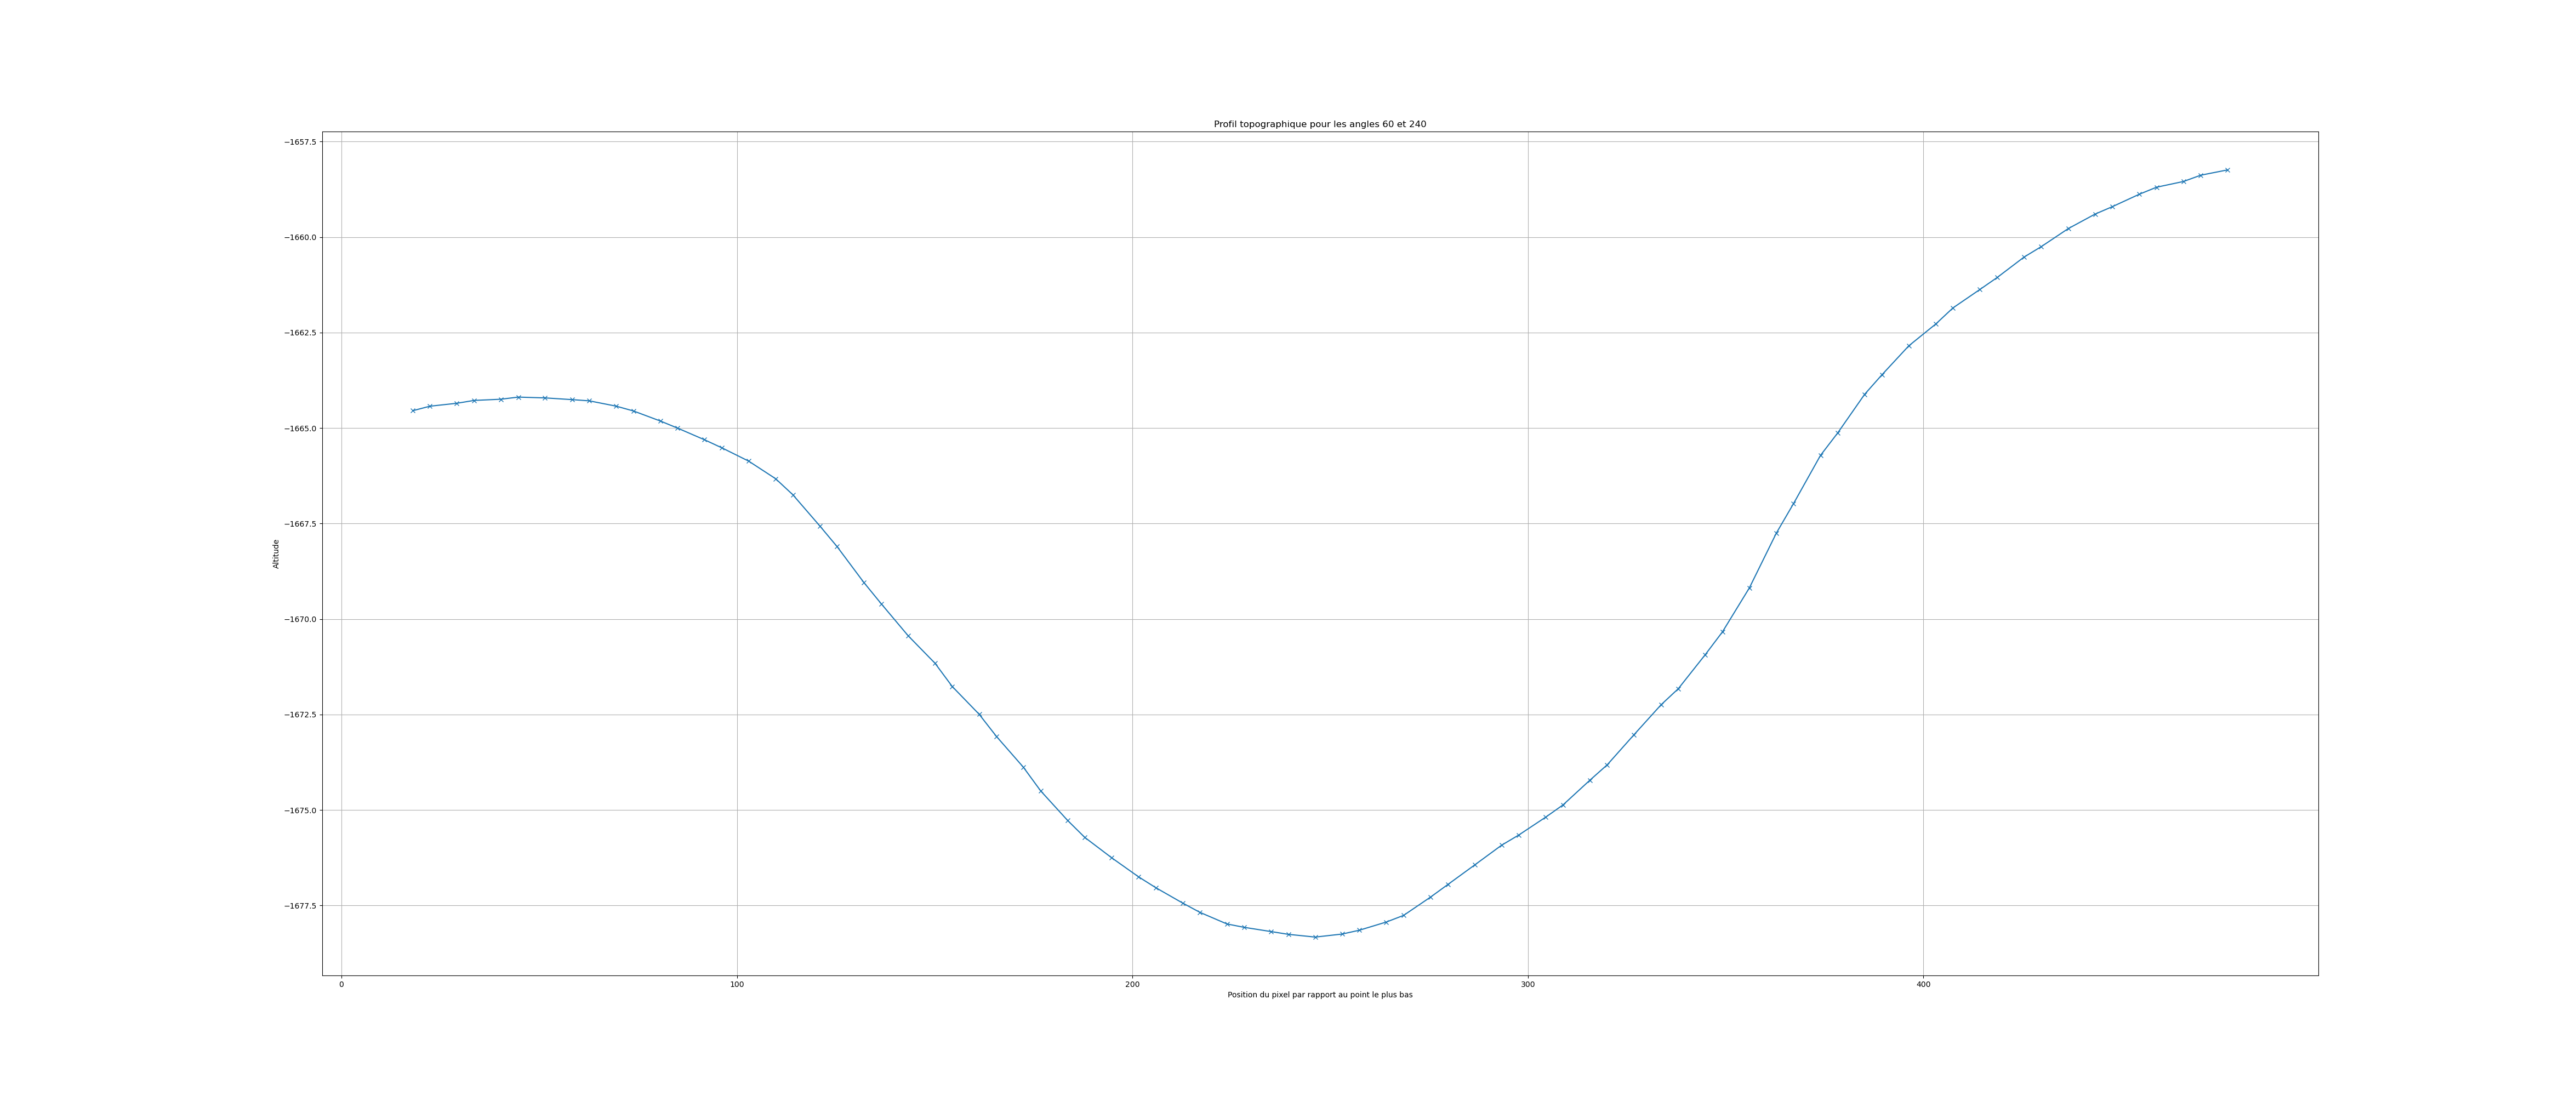 Profil topographique pour les angles 60 et 240
−1657.5
−1660.0
−1662.5
−1665.0
−1667.5
−1670.0
−1672.5
−1675.0
−1677.5
Altitude
0 100 200 300 400
Position du pixel par rapport au point le plus bas